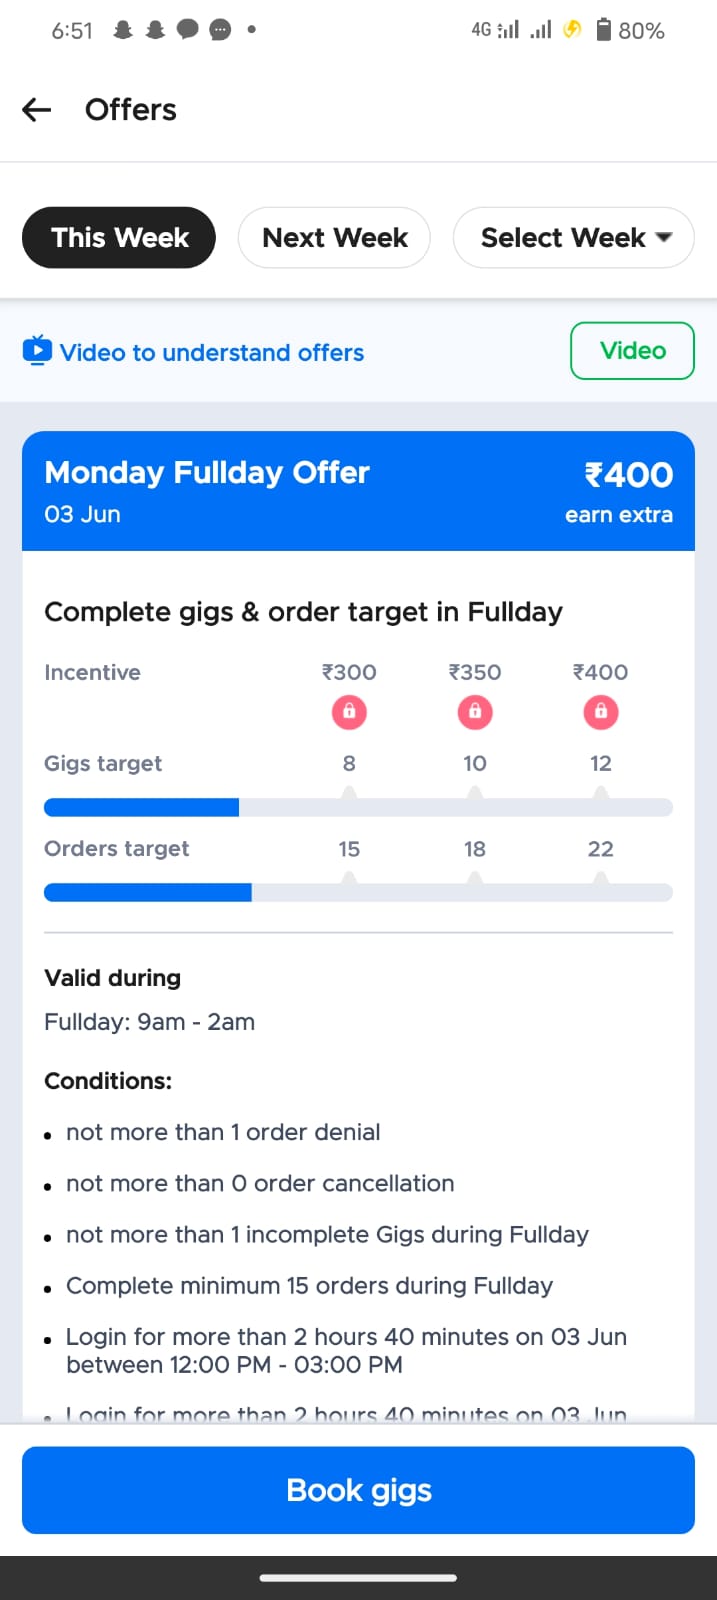 6:51
4G
80%
Offers
This Week
Next Week
Select Week
Video to understand offers
Video
Monday Fullday Offer
₹400
03 Jun
earn extra
Complete gigs & order target in Fullday
Incentive ₹300 ₹350 ₹400
Gigs target 8 10 12
Orders target 15 18 22
Valid during
Fullday: 9am - 2am
Conditions:
• not more than 1 order denial
• not more than 0 order cancellation
• not more than 1 incomplete Gigs during Fullday
• Complete minimum 15 orders during Fullday
• Login for more than 2 hours 40 minutes on 03 Jun
between 12:00 PM - 03:00 PM
• Login for more than 2 hours 40 minutes on 03 Jun
Book gigs